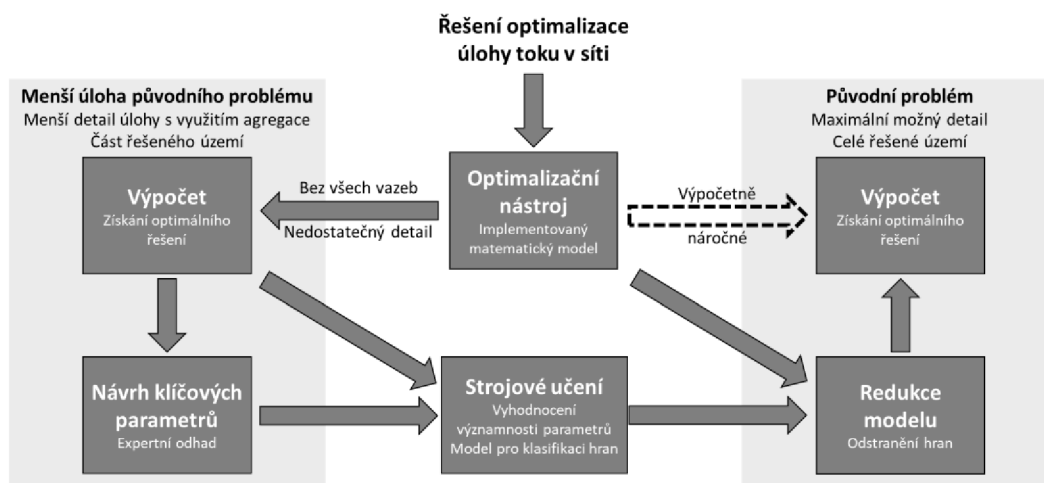 Řešení optimalizace
úlohy toku v síti
Menší úloha původního problému
Menší detail úlohy s využitím agregace
Část řešeného území
Původní problém
Maximální možný detail
Celé řešené území
Výpočet
Získání optimálního
řešení
Bez všech vazeb
Nedostatečný detail
Optimalizační
nástroj
Implementovaný
matematický model
Výpočetně
náročné
Výpočet
Získání optimálního
řešení
Návrh klíčových
parametrů
Expertní odhad
Strojové učení
Vyhodnocení
významnosti parametrů
Model pro klasifikaci hran
Redukce
modelu
Odstranění hran